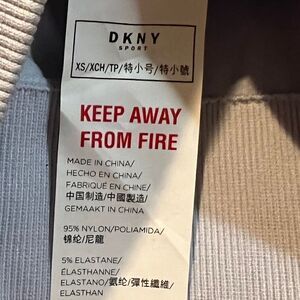 DKNY
SPORT
XS/XCH/TP/特小号/特小號
KEEP AWAY
FROM FIRE
MADE IN CHINA/
HECHO EN CHINA/
FABRIQUÉ EN CHINE/
中国制造/中國製造/
GEMAAKT IN CHINA
95% NYLON/POLIAMIDA/
锦纶/尼龍
5% ELASTANE/
ÉLASTHANNE/
ELASTANO/氨纶/彈性纖維/
ELASTHAN